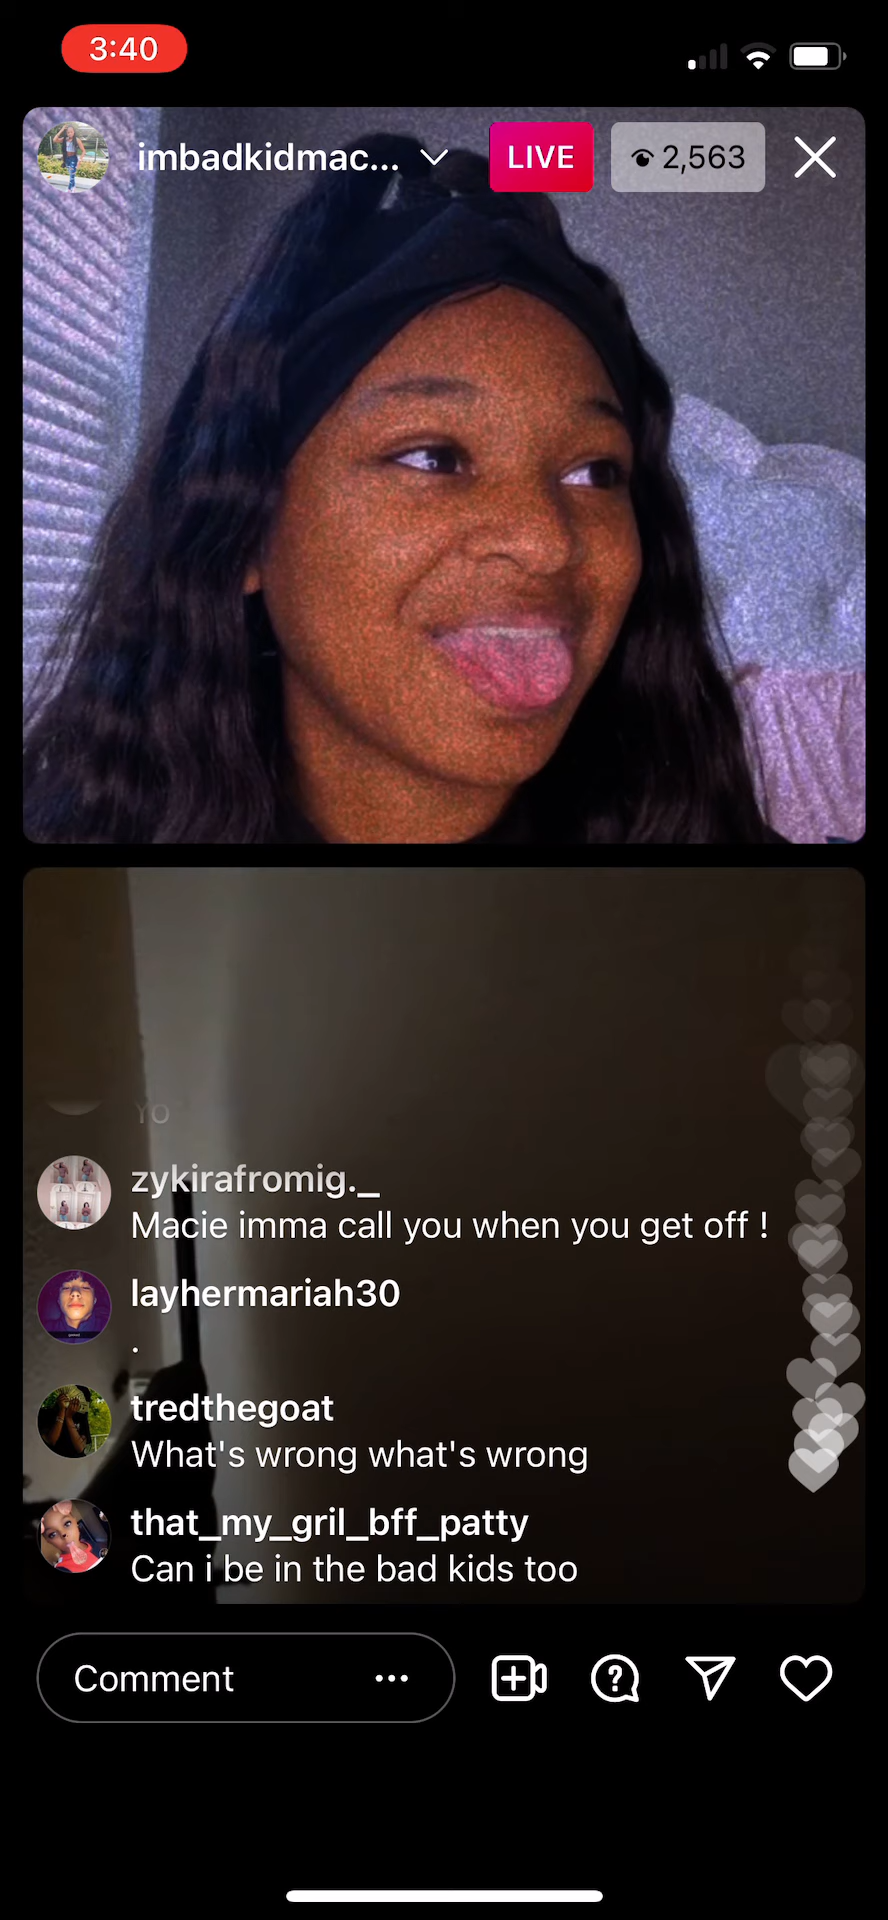 3:40
imbadkidmac...
LIVE
2,563
YO
zykirafromig._
Macie imma call you when you get off !
layhermariah30
.
tredthegoat
What's wrong what's wrong
that_my_gril_bff_patty
Can i be in the bad kids too
Comment